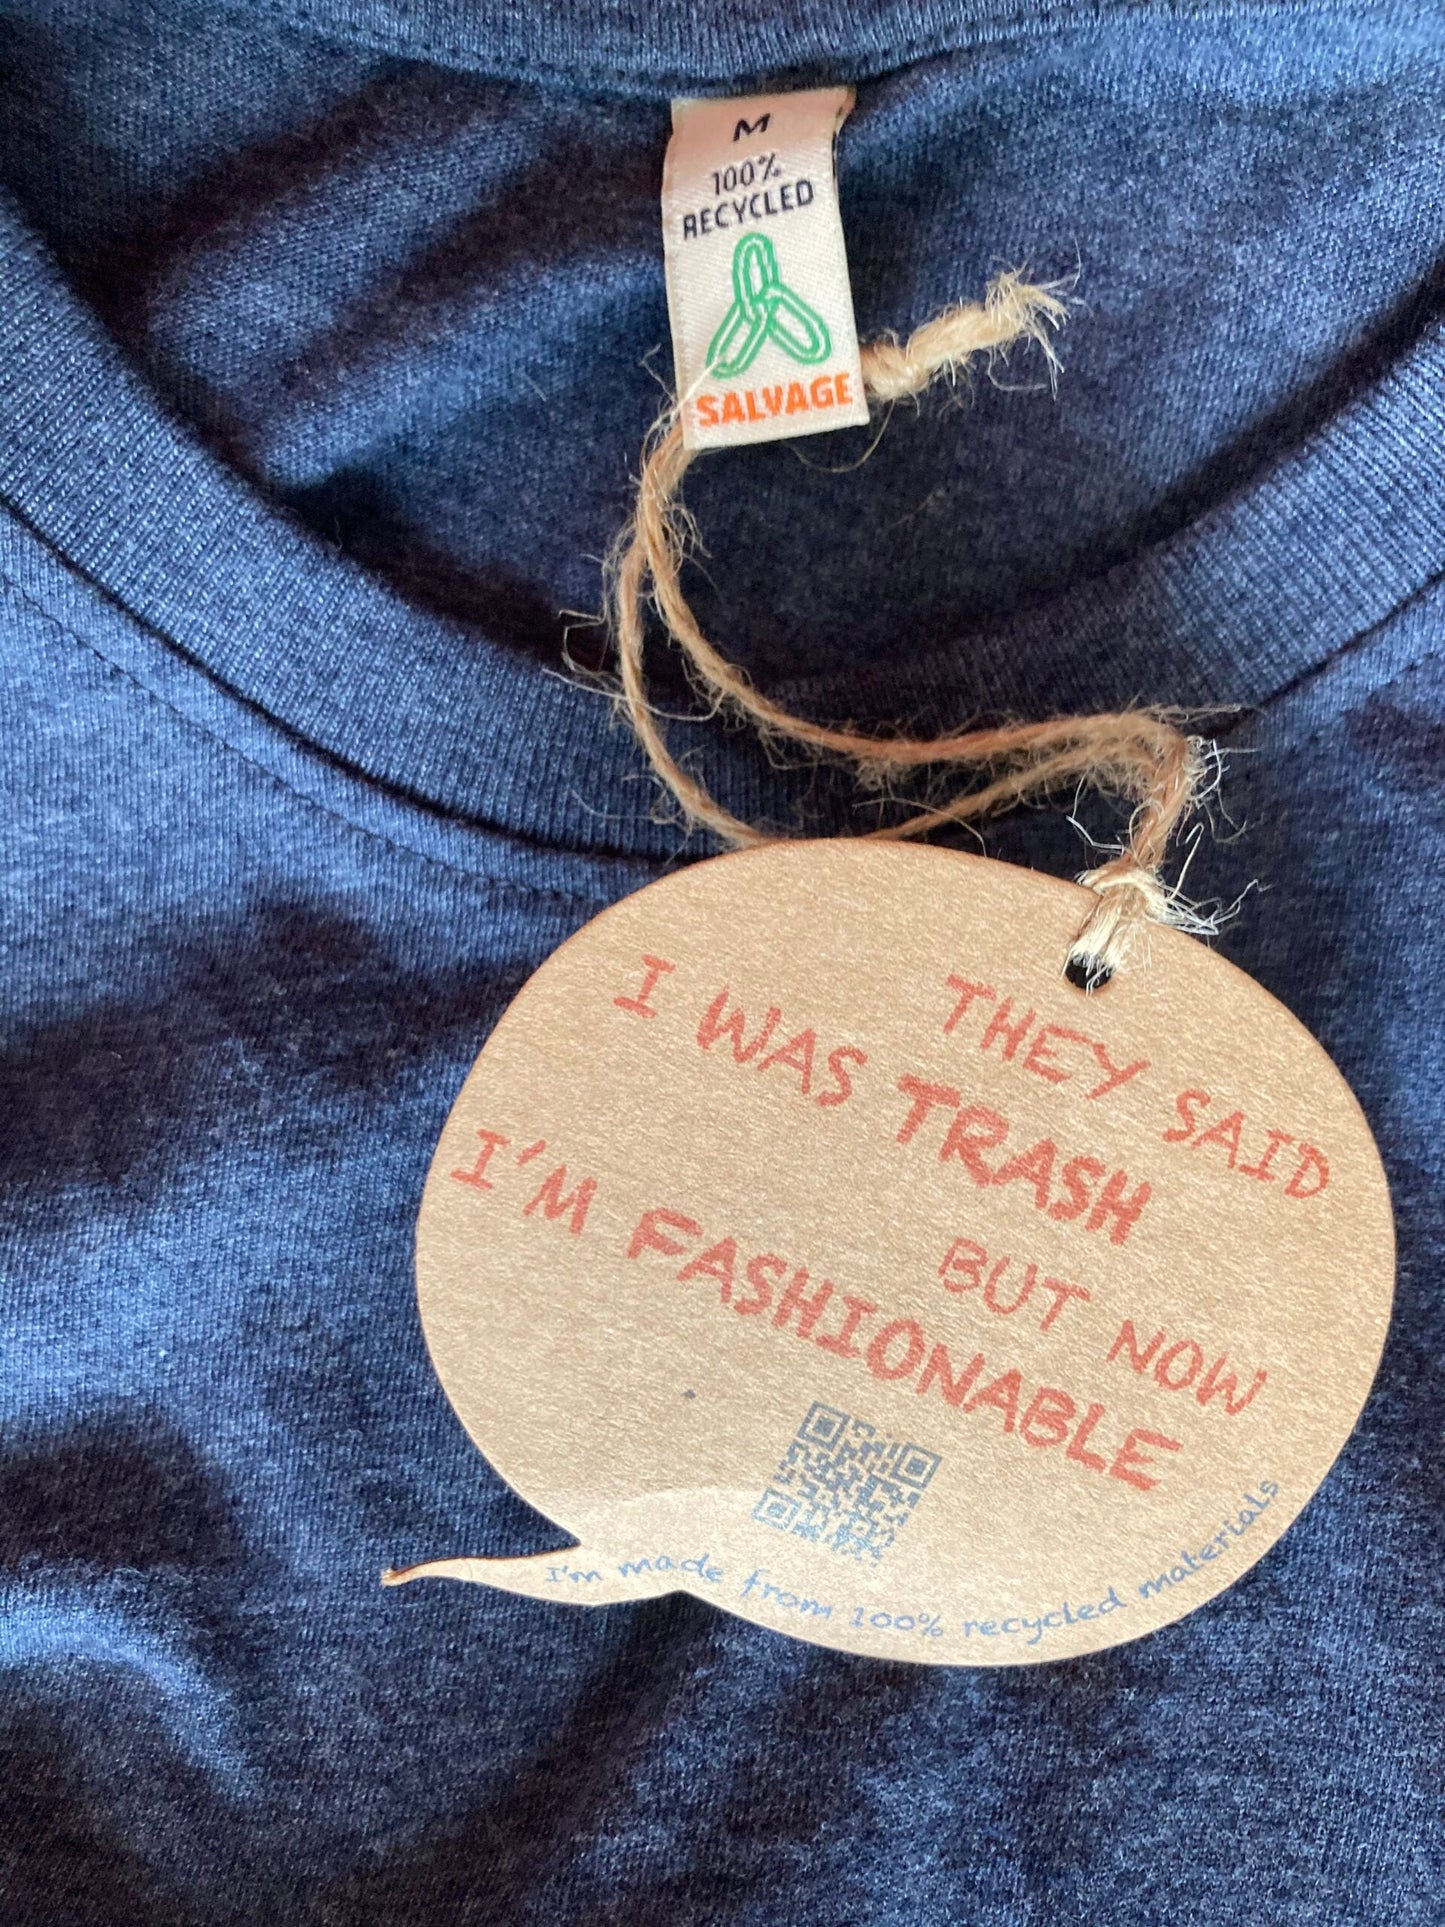 M
100%
RECYCLED
SALVAGE
THEY SAID
I WAS TRASH
BUT NOW
I'M FASHIONABLE
I'm made from 100% recycled materials